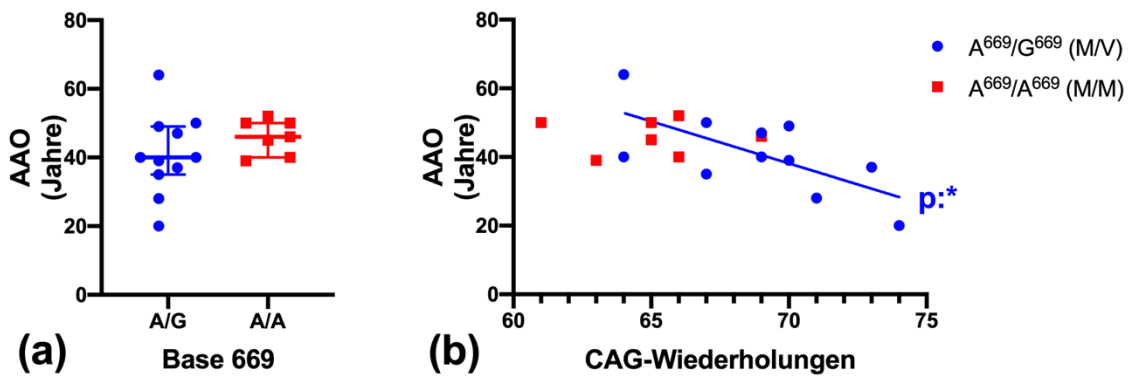 AAO
(Jahre)
80
60
40
20
0
A/G
A/A
(a)
Base 669
AAO
(Jahre)
80
60
40
20
0
60
65
70
75
p:*
(b)
CAG-Wiederholungen
A⁶⁶⁹/G⁶⁶⁹ (M/V)
A⁶⁶⁹/A⁶⁶⁹ (M/M)